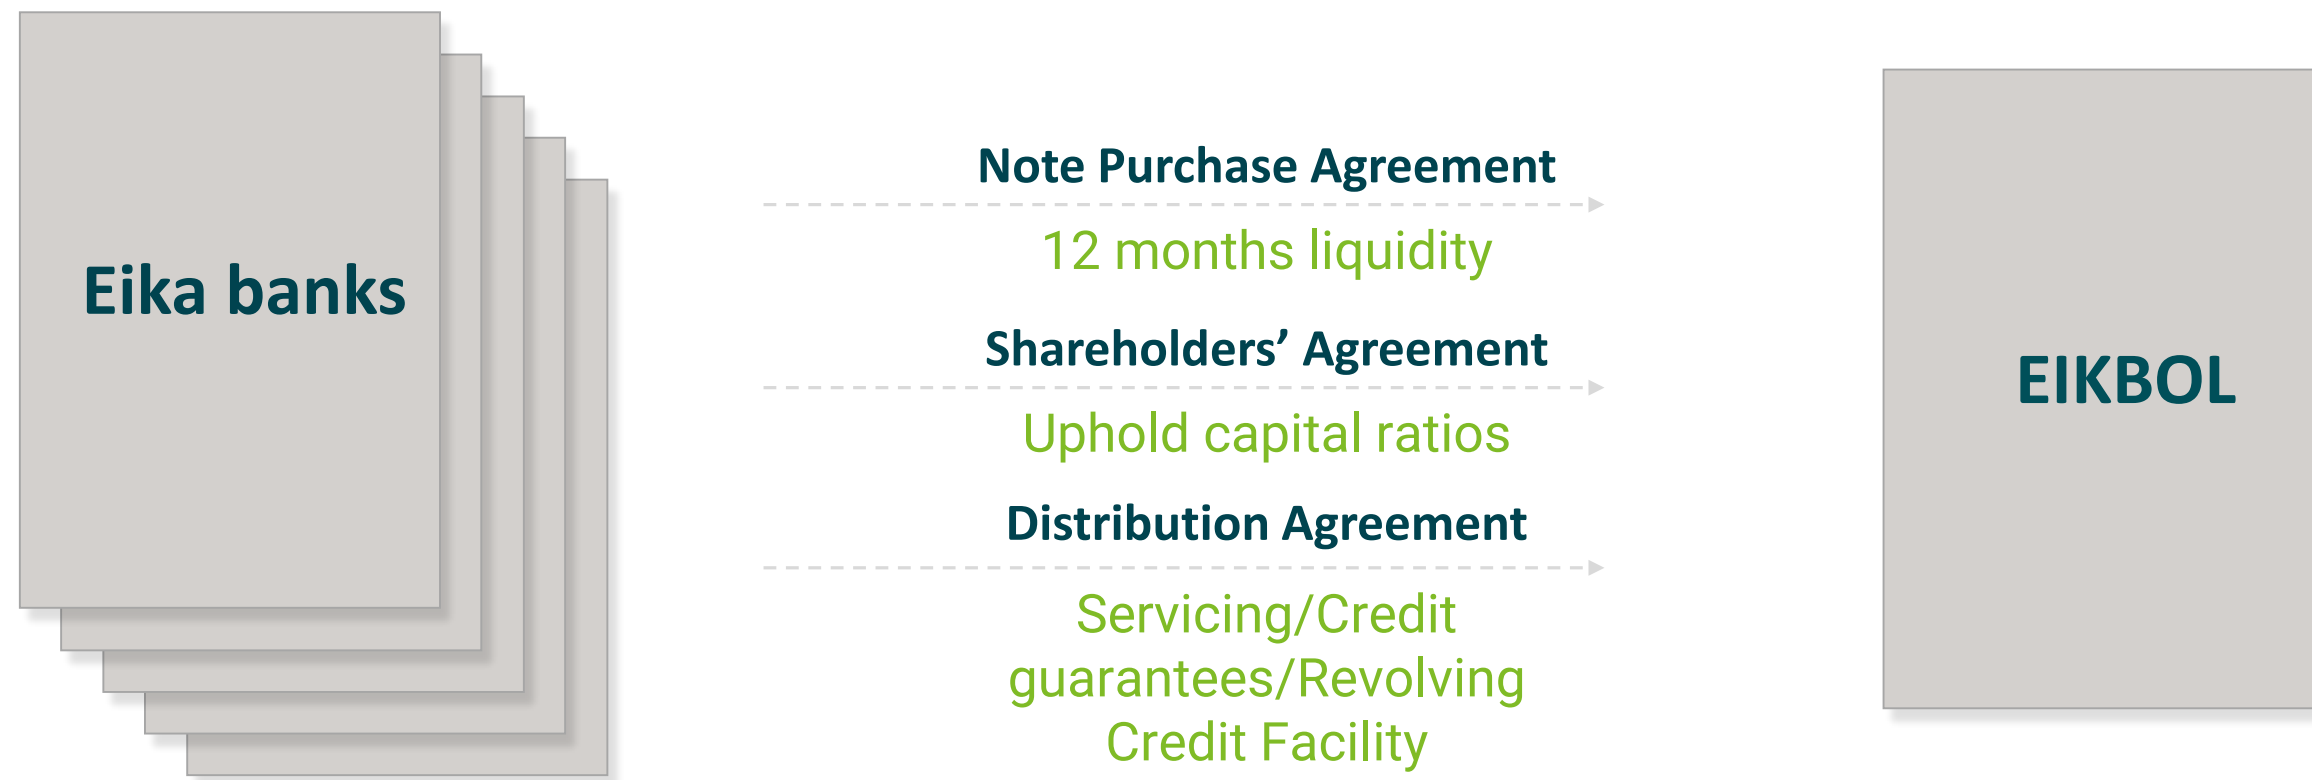 Eika banks
Note Purchase Agreement
12 months liquidity
Shareholders’ Agreement
Uphold capital ratios
Distribution Agreement
Servicing/Credit
guarantees/Revolving
Credit Facility
EIKBOL